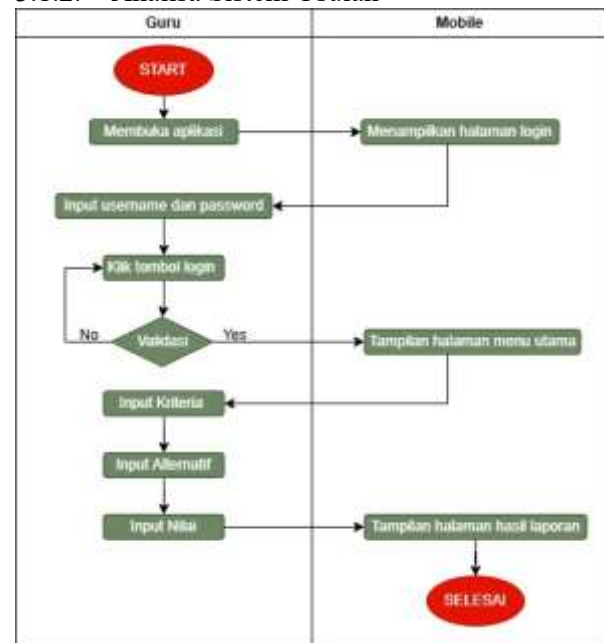 Guru Mobile
START
Membuka aplikasi Menampilkan halaman login
Input username dan password
Klik tombol login
No Validasi Yes Tampilan halaman menu utama
Input Kriteria
Input Alternatif
Input Nilai Tampilan halaman hasil laporan
SELESAI